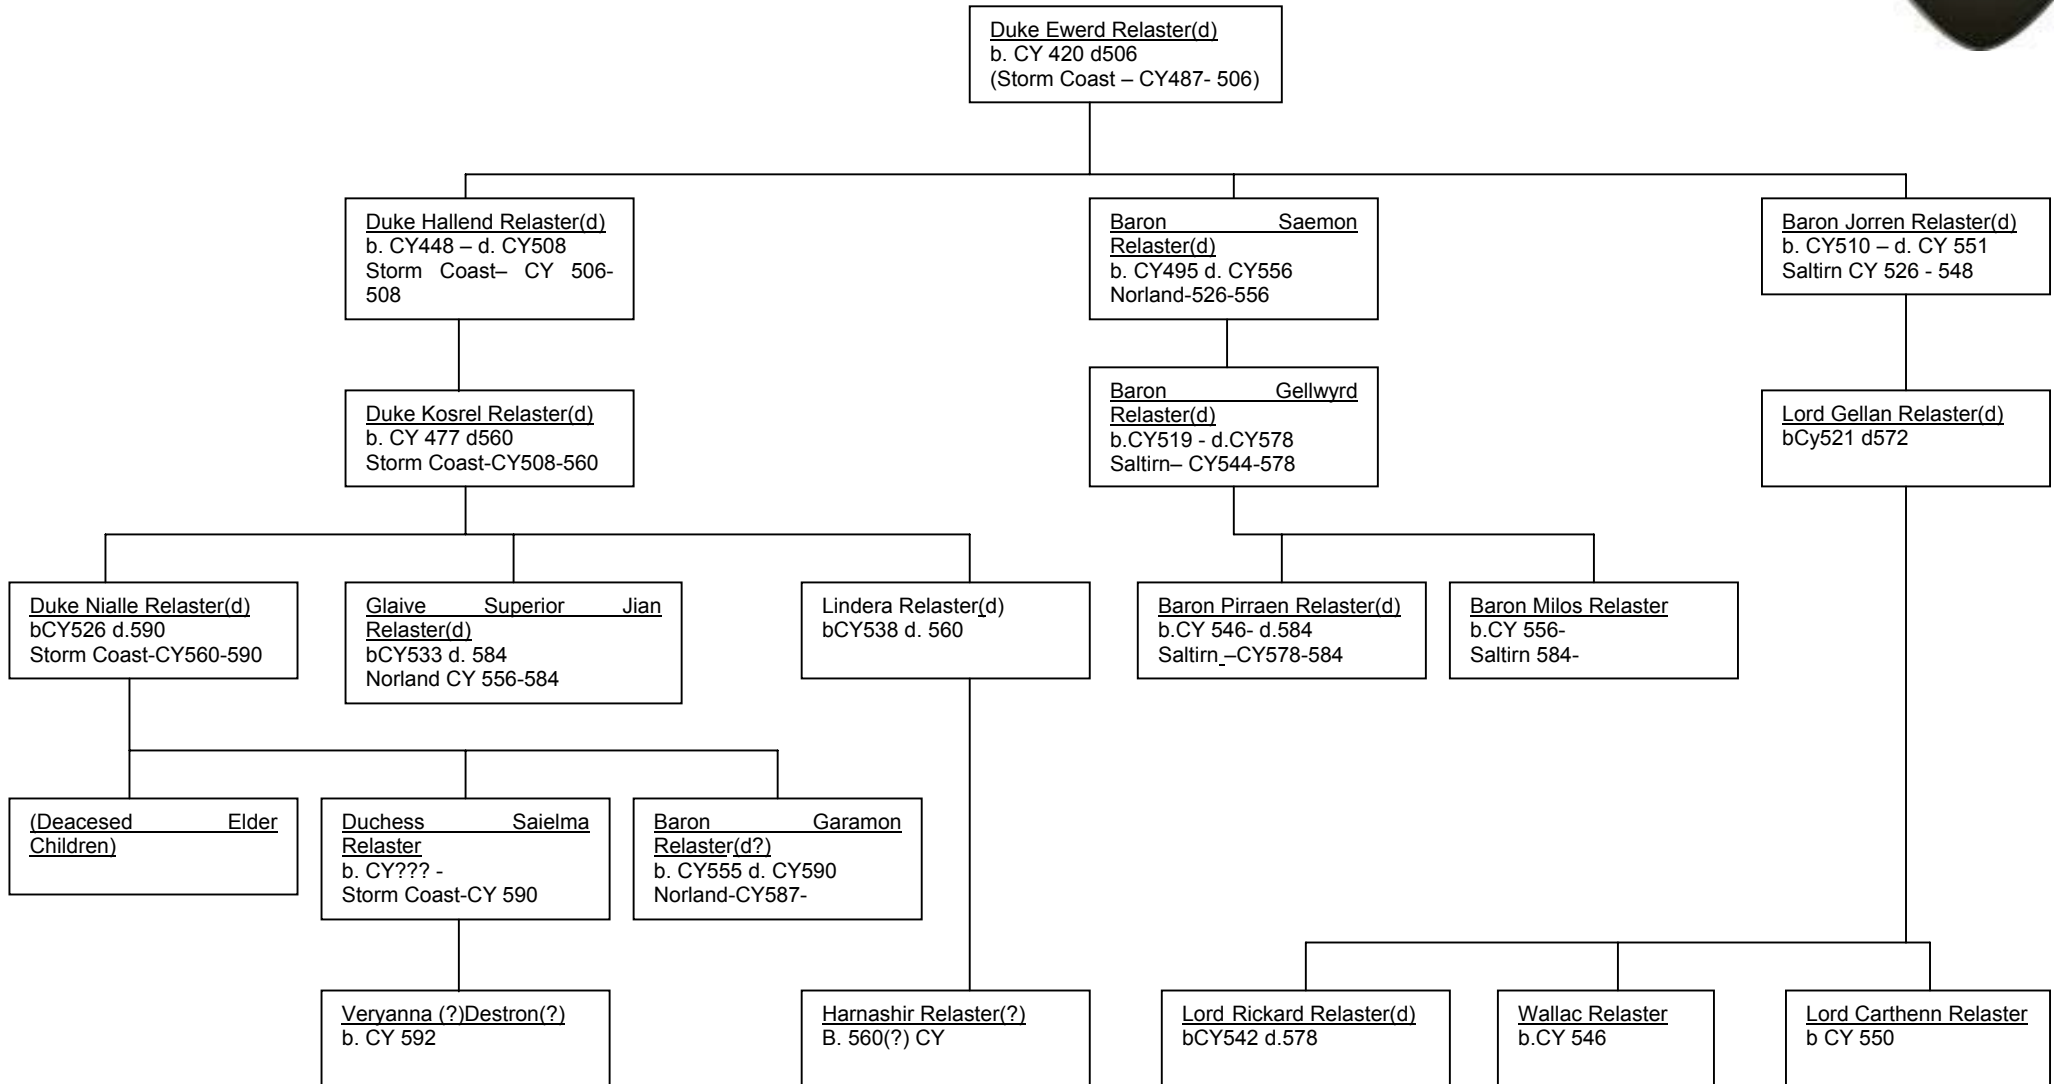 Duke Ewerd Relaster(d)
b. CY 420 d506
(Storm Coast – CY487- 506)
Duke Hallend Relaster(d)
b. CY448 – d. CY508
Storm Coast– CY 506-
508
Baron Saemon
Relaster(d)
b. CY495 d. CY556
Norland-526-556
Baron Jorren Relaster(d)
b. CY510 – d. CY 551
Saltirn CY 526 - 548
Duke Kosrel Relaster(d)
b. CY 477 d560
Storm Coast-CY508-560
Baron Gellwyrd
Relaster(d)
b.CY519 - d.CY578
Saltirn– CY544-578
Lord Gellan Relaster(d)
bCy521 d572
Duke Nialle Relaster(d)
bCY526 d.590
Storm Coast-CY560-590
Glaive Superior Jian
Relaster(d)
bCY533 d. 584
Norland CY 556-584
Lindera Relaster(d)
bCY538 d. 560
Baron Pirraen Relaster(d)
b.CY 546- d.584
Saltirn –CY578-584
Baron Milos Relaster
b.CY 556-
Saltirn 584-
(Deacesed Elder
Children)
Duchess Saielma
Relaster
b. CY??? -
Storm Coast-CY 590
Baron Garamon
Relaster(d?)
b. CY555 d. CY590
Norland-CY587-
Veryanna (?)Destron(?)
b. CY 592
Harnashir Relaster(?)
B. 560(?) CY
Lord Rickard Relaster(d)
bCY542 d.578
Wallac Relaster
b.CY 546
Lord Carthenn Relaster
b CY 550